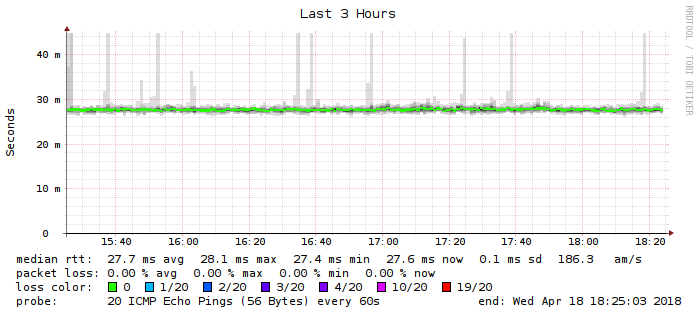 Last 3 Hours
RRDTOOL / TOBI OETIKER
Seconds
40 m
30 m
20 m
10 m
0
15:40 16:00 16:20 16:40 17:00 17:20 17:40 18:00 18:20
median rtt: 27.7 ms avg 28.1 ms max 27.4 ms min 27.6 ms now 0.1 ms sd 186.3 am/s
packet loss: 0.00 % avg 0.00 % max 0.00 % min 0.00 % now
loss color: 0 1/20 2/20 3/20 4/20 10/20 19/20
probe: 20 ICMP Echo Pings (56 Bytes) every 60s end: Wed Apr 18 18:25:03 2018